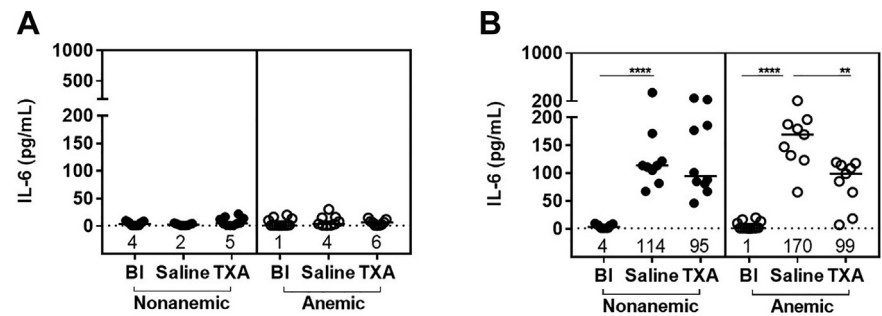 A
IL-6 (pg/mL)
1000
500
200
200
150
100
50
0
4 2 5 1 4 6
BI Saline TXA BI Saline TXA
Nonanemic Anemic
B
IL-6 (pg/mL)
1000
200
200
150
100
50
0
**** **** **
4 114 95 1 170 99
BI Saline TXA BI Saline TXA
Nonanemic Anemic